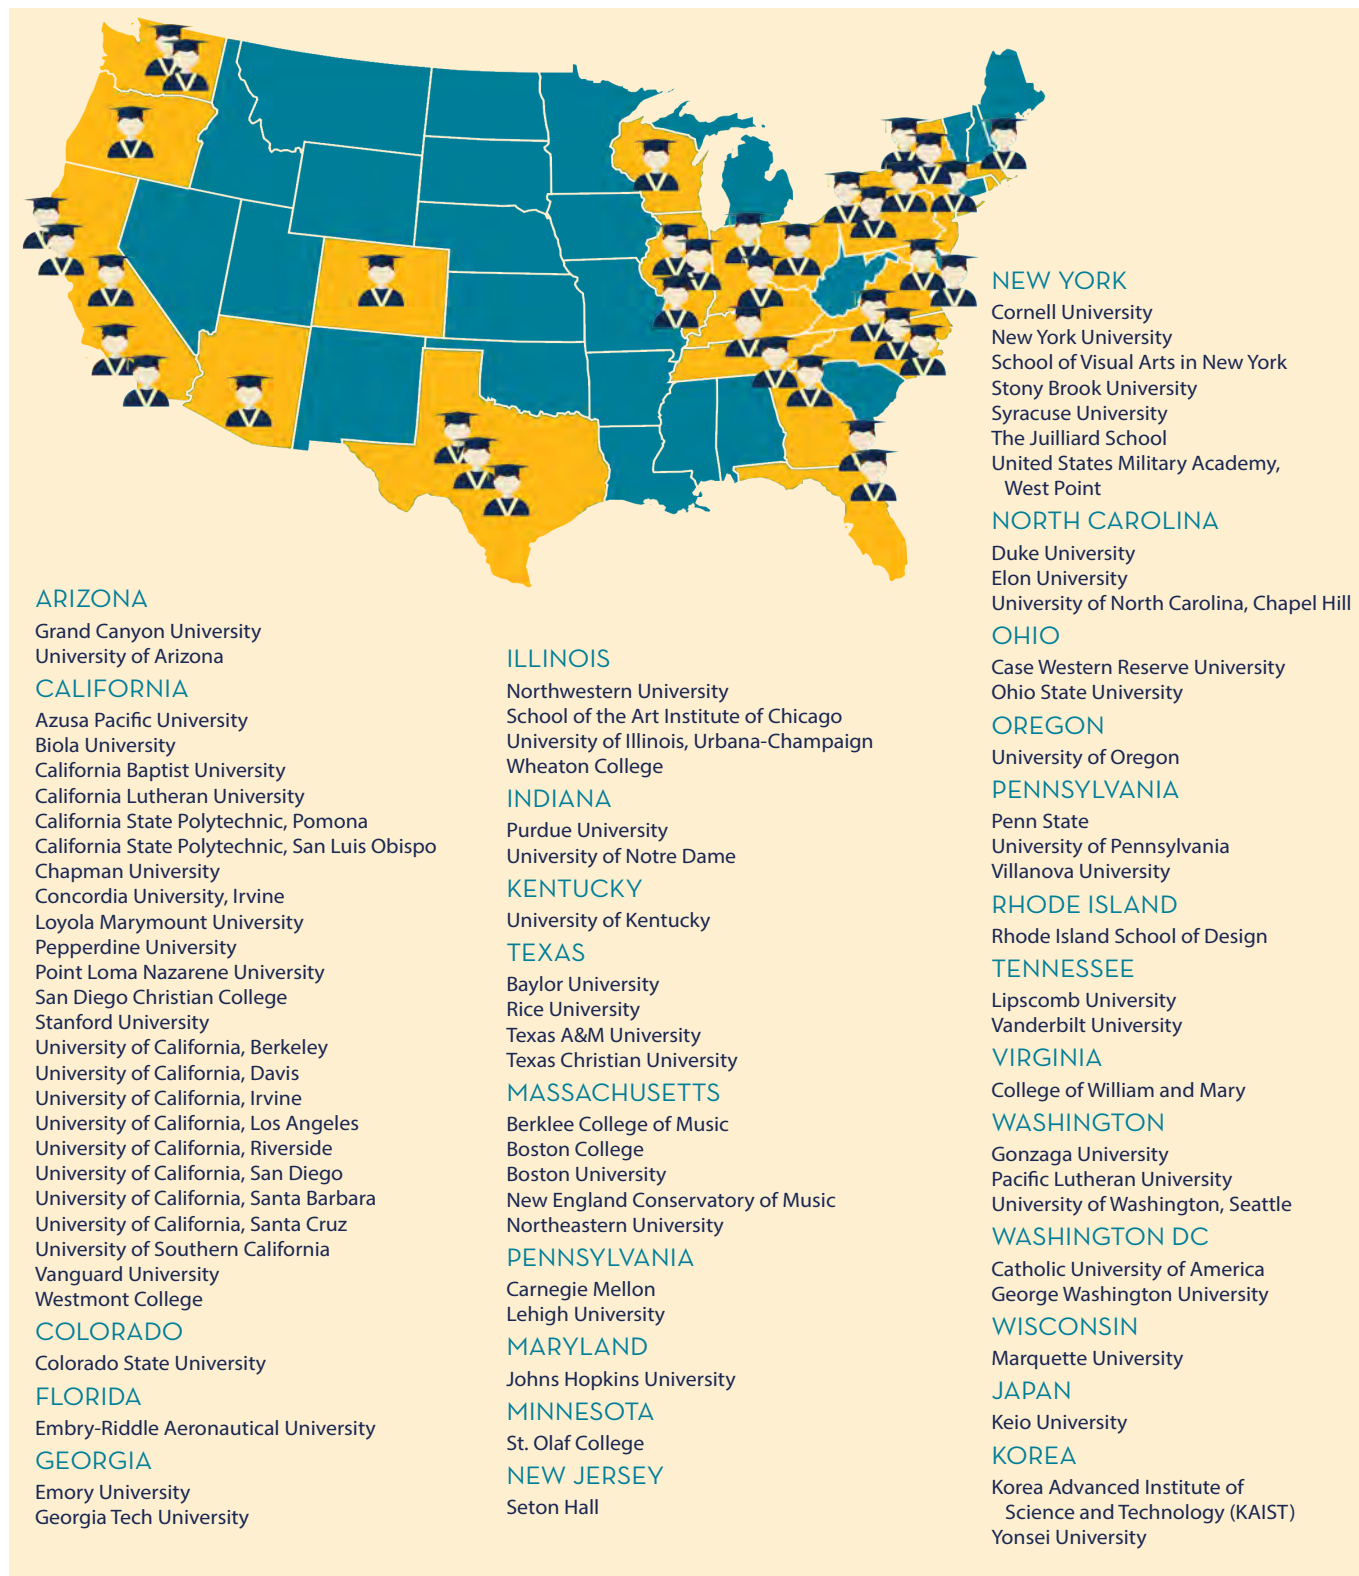 ARIZONA
Grand Canyon University
University of Arizona
CALIFORNIA
Azusa Pacific University
Biola University
California Baptist University
California Lutheran University
California State Polytechnic, Pomona
California State Polytechnic, San Luis Obispo
Chapman University
Concordia University, Irvine
Loyola Marymount University
Pepperdine University
Point Loma Nazarene University
San Diego Christian College
Stanford University
University of California, Berkeley
University of California, Davis
University of California, Irvine
University of California, Los Angeles
University of California, Riverside
University of California, San Diego
University of California, Santa Barbara
University of California, Santa Cruz
University of Southern California
Vanguard University
Westmont College
COLORADO
Colorado State University
FLORIDA
Embry-Riddle Aeronautical University
GEORGIA
Emory University
Georgia Tech University
ILLINOIS
Northwestern University
School of the Art Institute of Chicago
University of Illinois, Urbana-Champaign
Wheaton College
INDIANA
Purdue University
University of Notre Dame
KENTUCKY
University of Kentucky
TEXAS
Baylor University
Rice University
Texas A&M University
Texas Christian University
MASSACHUSETTS
Berklee College of Music
Boston College
Boston University
New England Conservatory of Music
Northeastern University
PENNSYLVANIA
Carnegie Mellon
Lehigh University
MARYLAND
Johns Hopkins University
MINNESOTA
St. Olaf College
NEW JERSEY
Seton Hall
NEW YORK
Cornell University
New York University
School of Visual Arts in New York
Stony Brook University
Syracuse University
The Juilliard School
United States Military Academy,
West Point
NORTH CAROLINA
Duke University
Elon University
University of North Carolina, Chapel Hill
OHIO
Case Western Reserve University
Ohio State University
OREGON
University of Oregon
PENNSYLVANIA
Penn State
University of Pennsylvania
Villanova University
RHODE ISLAND
Rhode Island School of Design
TENNESSEE
Lipscomb University
Vanderbilt University
VIRGINIA
College of William and Mary
WASHINGTON
Gonzaga University
Pacific Lutheran University
University of Washington, Seattle
WASHINGTON DC
Catholic University of America
George Washington University
WISCONSIN
Marquette University
JAPAN
Keio University
KOREA
Korea Advanced Institute of
Science and Technology (KAIST)
Yonsei University